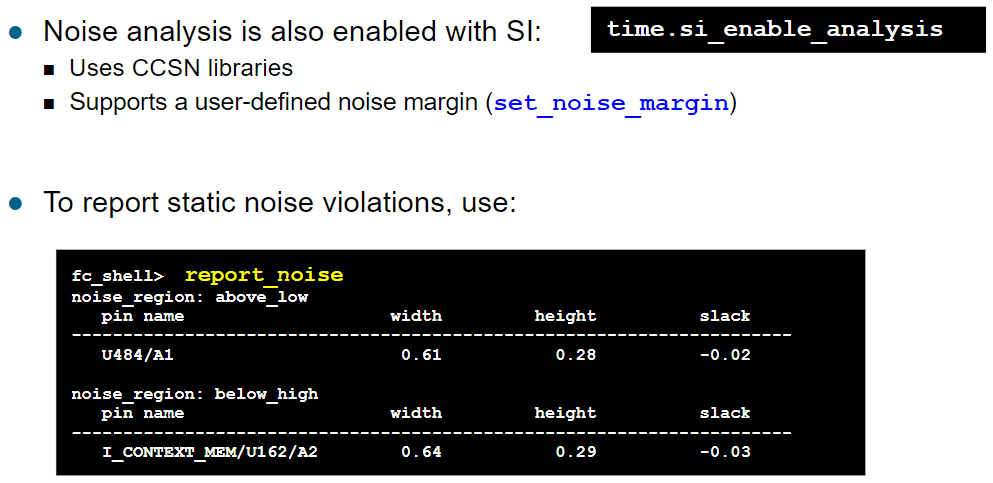 Noise analysis is also enabled with SI:
time.si_enable_analysis
Uses CCSN libraries
Supports a user-defined noise margin (set_noise_margin)
To report static noise violations, use:
fc_shell> report_noise
noise_region: above_low
pin name width height slack
--------------------------------------------------------------------
U484/A1 0.61 0.28 -0.02
noise_region: below_high
pin name width height slack
--------------------------------------------------------------------
I_CONTEXT_MEM/U162/A2 0.64 0.29 -0.03